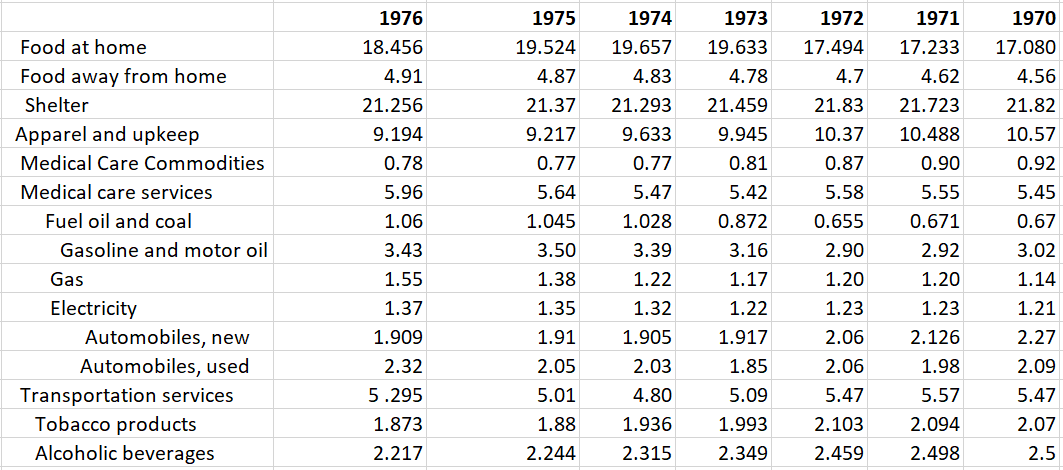 1976 1975 1974 1973 1972 1971 1970
Food at home 18.456 19.524 19.657 19.633 17.494 17.233 17.080
Food away from home 4.91 4.87 4.83 4.78 4.7 4.62 4.56
Shelter 21.256 21.37 21.293 21.459 21.83 21.723 21.82
Apparel and upkeep 9.194 9.217 9.633 9.945 10.37 10.488 10.57
Medical Care Commodities 0.78 0.77 0.77 0.81 0.87 0.90 0.92
Medical care services 5.96 5.64 5.47 5.42 5.58 5.55 5.45
Fuel oil and coal 1.06 1.045 1.028 0.872 0.655 0.671 0.67
Gasoline and motor oil 3.43 3.50 3.39 3.16 2.90 2.92 3.02
Gas 1.55 1.38 1.22 1.17 1.20 1.20 1.14
Electricity 1.37 1.35 1.32 1.22 1.23 1.23 1.21
Automobiles, new 1.909 1.91 1.905 1.917 2.06 2.126 2.27
Automobiles, used 2.32 2.05 2.03 1.85 2.06 1.98 2.09
Transportation services 5 .295 5.01 4.80 5.09 5.47 5.57 5.47
Tobacco products 1.873 1.88 1.936 1.993 2.103 2.094 2.07
Alcoholic beverages 2.217 2.244 2.315 2.349 2.459 2.498 2.5